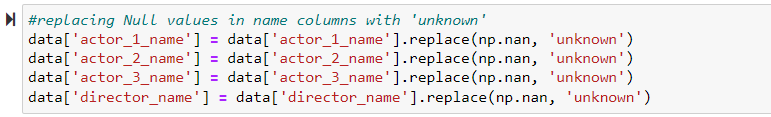 #replacing Null values in name columns with 'unknown'
data['actor_1_name'] = data['actor_1_name'].replace(np.nan, 'unknown')
data['actor_2_name'] = data['actor_2_name'].replace(np.nan, 'unknown')
data['actor_3_name'] = data['actor_3_name'].replace(np.nan, 'unknown')
data['director_name'] = data['director_name'].replace(np.nan, 'unknown')